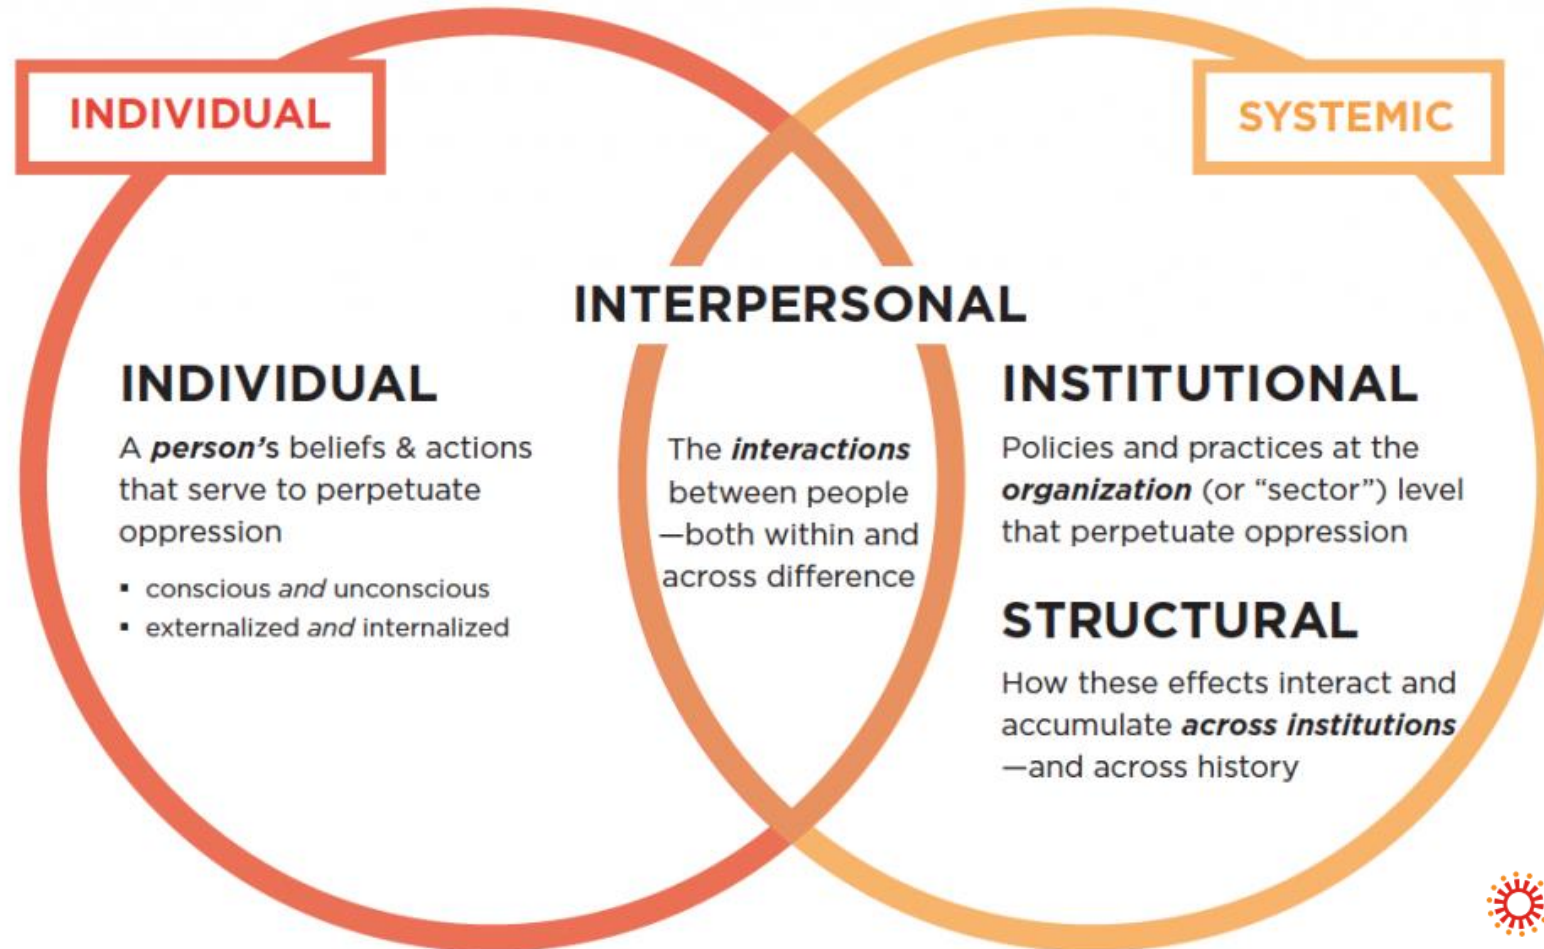 INDIVIDUAL
SYSTEMIC
INTERPERSONAL
INDIVIDUAL
A person's beliefs & actions
that serve to perpetuate
oppression
▪ conscious and unconscious
▪ externalized and internalized
The interactions
between people
—both within and
across difference
INSTITUTIONAL
Policies and practices at the
organization (or “sector”) level
that perpetuate oppression
STRUCTURAL
How these effects interact and
accumulate across institutions
—and across history